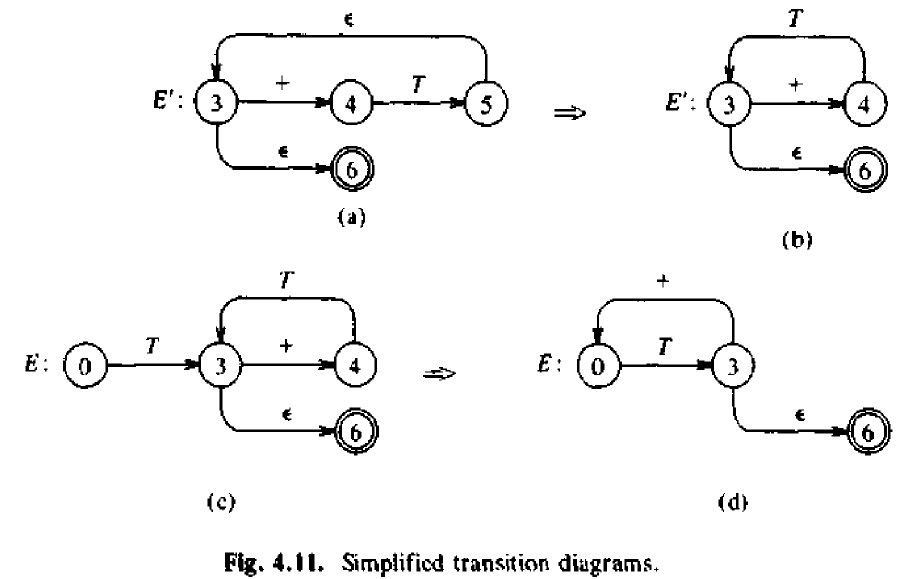 ϵ T
E': 3 + 4 T 5 ⇒ E': 3 + 4
ϵ 6 ϵ 6
(a)
(b)
T +
E: 0 T 3 + 4 ⇒ E: 0 T 3
ϵ 6 ϵ 6
(c) (d)
Fig. 4.11. Simplified transition diagrams.